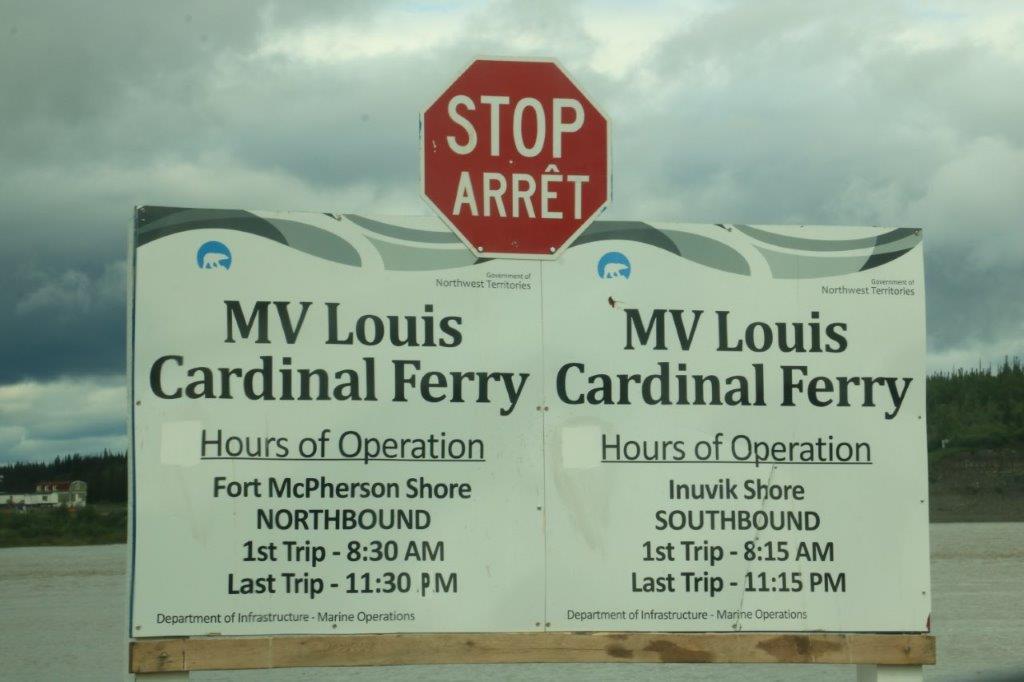 STOP
ARRÊT
Government of
Northwest Territories
MV Louis
Cardinal Ferry
Hours of Operation
Fort McPherson Shore
NORTHBOUND
1st Trip - 8:30 AM
Last Trip - 11:30 PM
Department of Infrastructure - Marine Operations
Government of
Northwest Territories
MV Louis
Cardinal Ferry
Hours of Operation
Inuvik Shore
SOUTHBOUND
1st Trip - 8:15 AM
Last Trip - 11:15 PM
Department of Infrastructure - Marine Operations